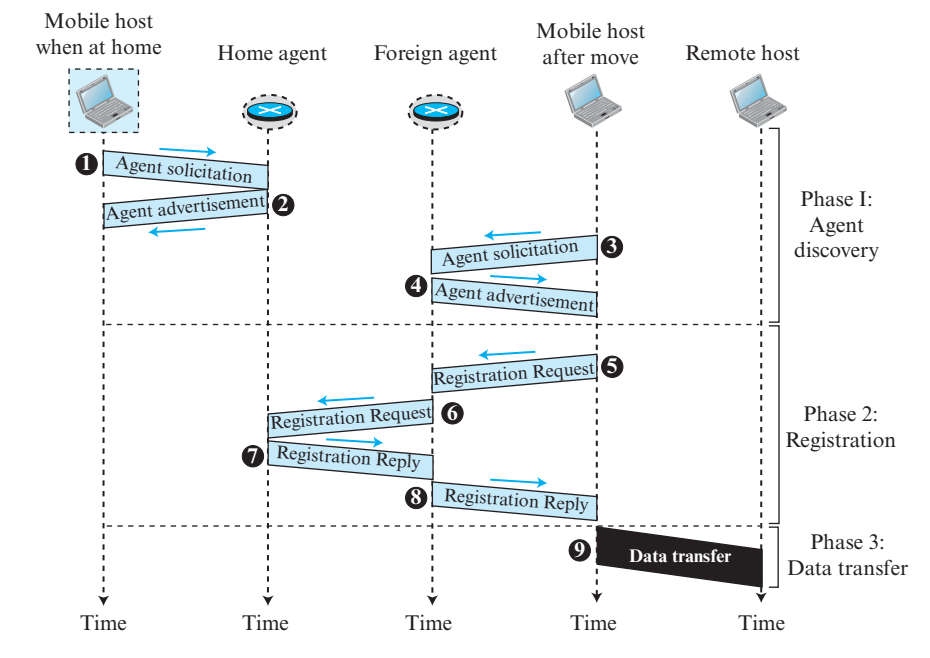 Mobile host
when at home
Home agent
Foreign agent
Mobile host
after move
Remote host
1
Agent solicitation
Agent advertisement
2
Agent solicitation
3
4
Agent advertisement
Phase I:
Agent
discovery
Registration Request
5
Registration Request
6
7
Registration Reply
8
Registration Reply
Phase 2:
Registration
9
Data transfer
Phase 3:
Data transfer
Time
Time
Time
Time
Time